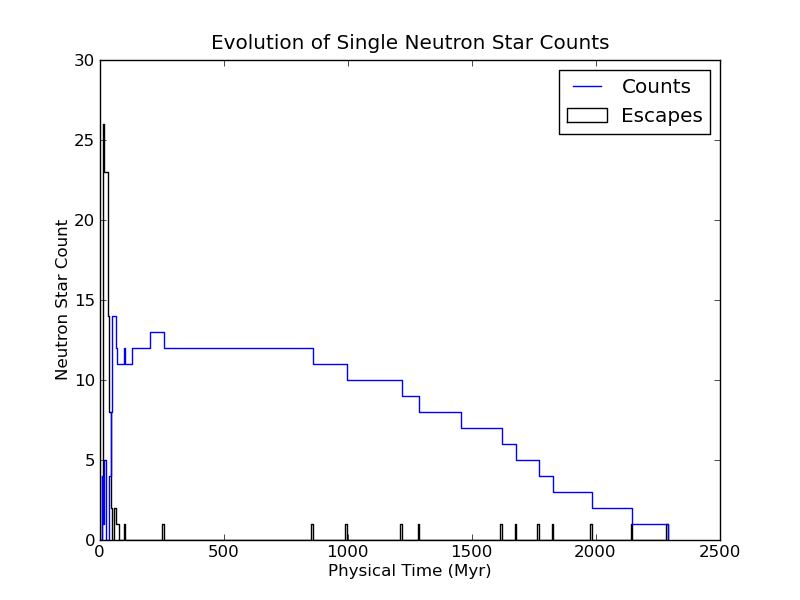 Evolution of Single Neutron Star Counts
30
25
20
15
10
5
0
Neutron Star Count
Counts
Escapes
0 500 1000 1500 2000 2500
Physical Time (Myr)